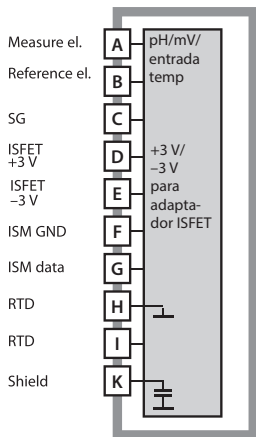 Measure el.
A
pH/mV/
entrada
temp
Reference el.
B
SG
C
ISFET
+3 V
D
+3 V/
–3 V
para
adapta-
dor ISFET
ISFET
–3 V
E
ISM GND
F
ISM data
G
RTD
H
RTD
I
Shield
K